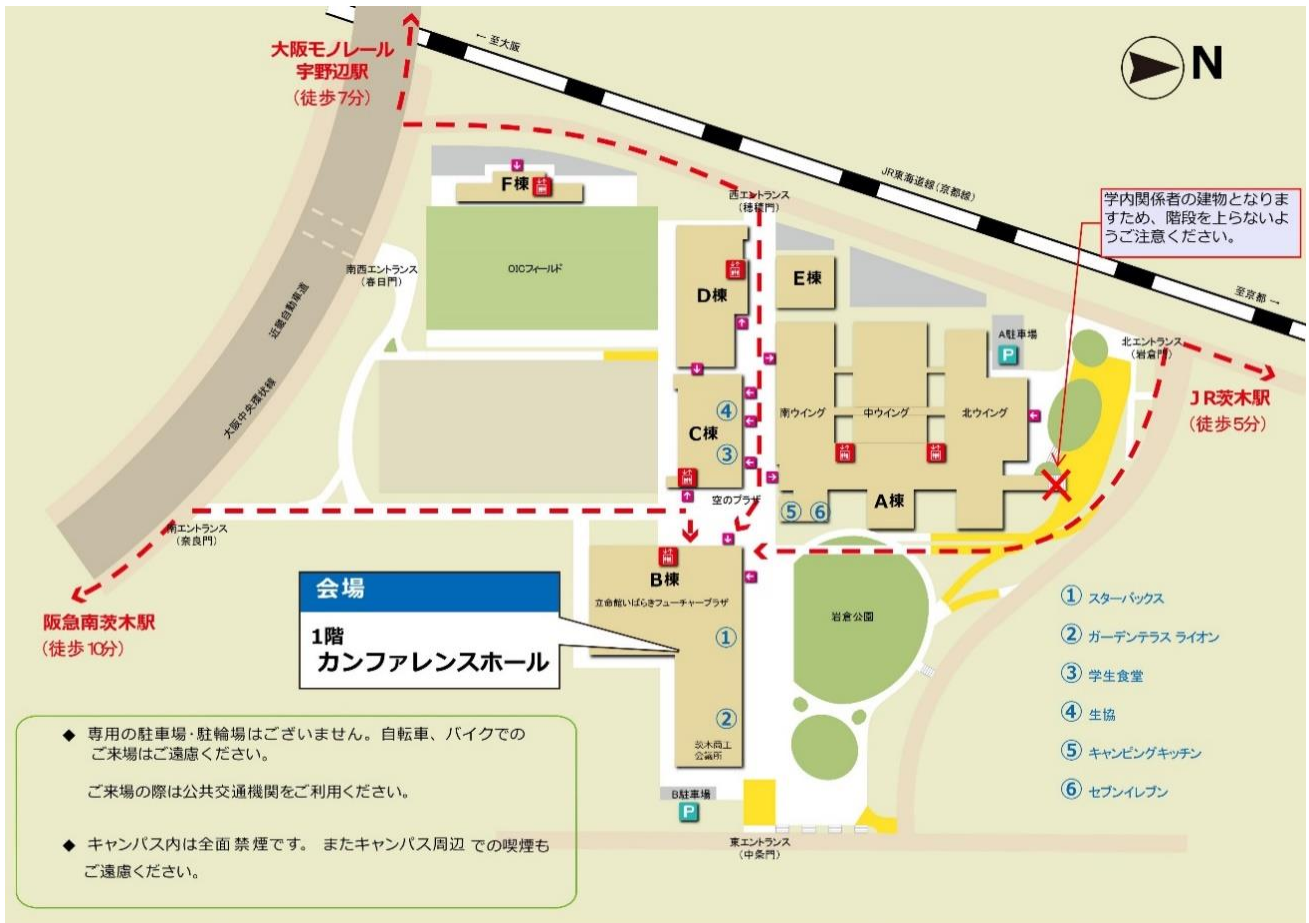 大阪モノレール
宇野辺駅
(徒歩7分)
← 至大阪
N
JR東海道線(京都線)
学内関係者の建物となりま
すため、階段を上らないよ
うご注意ください。
至京都 →
F棟
西エントランス
(穂積門)
南西エントランス
(春日門)
OICフィールド
D棟
E棟
A駐車場
P
北エントランス
(岩倉門)
JR茨木駅
(徒歩5分)
近畿自動車道
大阪中央環状線
④
C棟
③
南ウイング
中ウイング
北ウイング
空のプラザ
⑤ ⑥
A棟
南エントランス
(奈良門)
阪急南茨木駅
(徒歩10分)
B棟
立命館いばらきフューチャープラザ
会場
1階
カンファレンスホール
①
②
茨木商工
会議所
岩倉公園
B駐車場
P
東エントランス
(中条門)
① スターバックス
② ガーデンテラス ライオン
③ 学生食堂
④ 生協
⑤ キャンピングキッチン
⑥ セブンイレブン
◆ 専用の駐車場・駐輪場はございません。自転車、バイクでの
ご来場はご遠慮ください。
ご来場の際は公共交通機関をご利用ください。
◆ キャンパス内は全面禁煙です。 またキャンパス周辺 での喫煙も
ご遠慮ください。